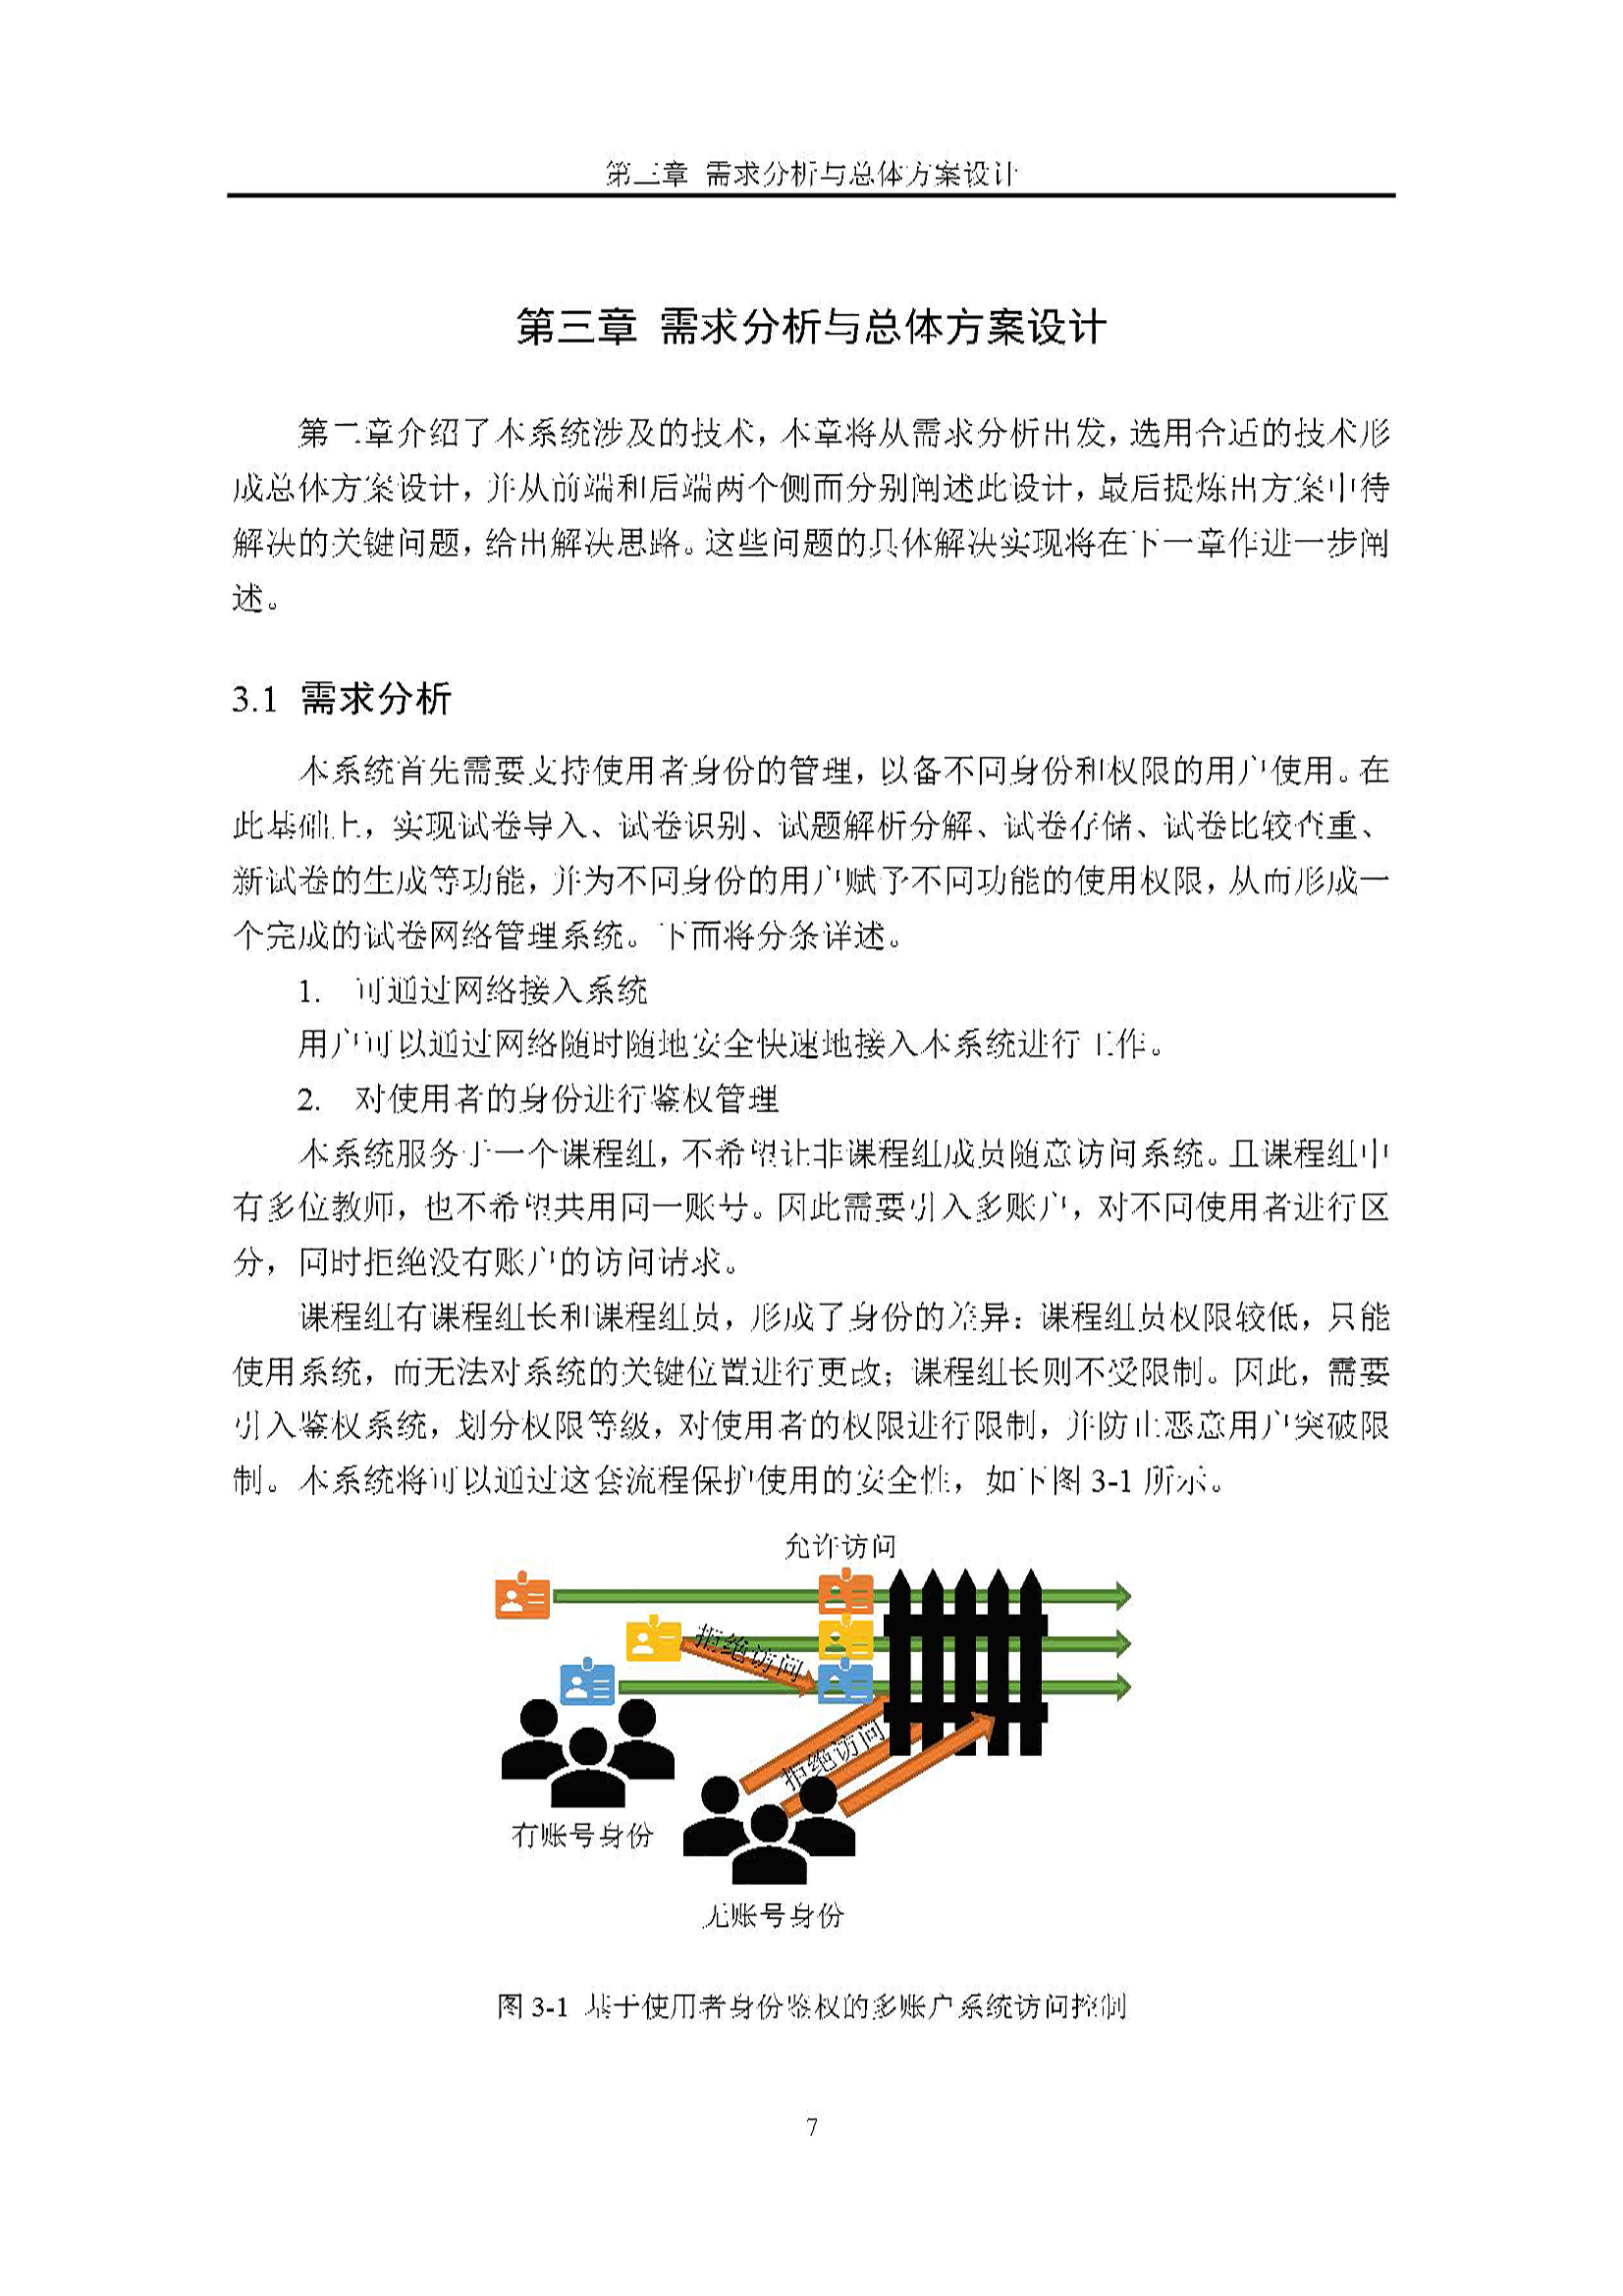 第三章 需求分析与总体方案设计
第三章 需求分析与总体方案设计
第二章介绍了本系统涉及的技术，本章将从需求分析出发，选用合适的技术形
成总体方案设计，并从前端和后端两个侧面分别阐述此设计，最后提炼出方案中待
解决的关键问题，给出解决思路。这些问题的具体解决实现将在下一章作进一步阐
述。
3.1 需求分析
本系统首先需要支持使用者身份的管理，以备不同身份和权限的用户使用。在
此基础上，实现试卷导入、试卷识别、试题解析分解、试卷存储、试卷比较查重、
新试卷的生成等功能，并为不同身份的用户赋予不同功能的使用权限，从而形成一
个完成的试卷网络管理系统。下面将分条详述。
1. 可通过网络接入系统
用户可以通过网络随时随地安全快速地接入本系统进行工作。
2. 对使用者的身份进行鉴权管理
本系统服务于一个课程组，不希望让非课程组成员随意访问系统。且课程组中
有多位教师，也不希望共用同一账号。因此需要引入多账户，对不同使用者进行区
分，同时拒绝没有账户的访问请求。
课程组有课程组长和课程组员，形成了身份的差异：课程组员权限较低，只能
使用系统，而无法对系统的关键位置进行更改；课程组长则不受限制。因此，需要
引入鉴权系统，划分权限等级，对使用者的权限进行限制，并防止恶意用户突破限
制。本系统将可以通过这套流程保护使用的安全性，如下图 3-1 所示。
允许访问
拒绝访问
拒绝访问
有账号身份
无账号身份
图 3-1 基于使用者身份鉴权的多账户系统访问控制
7